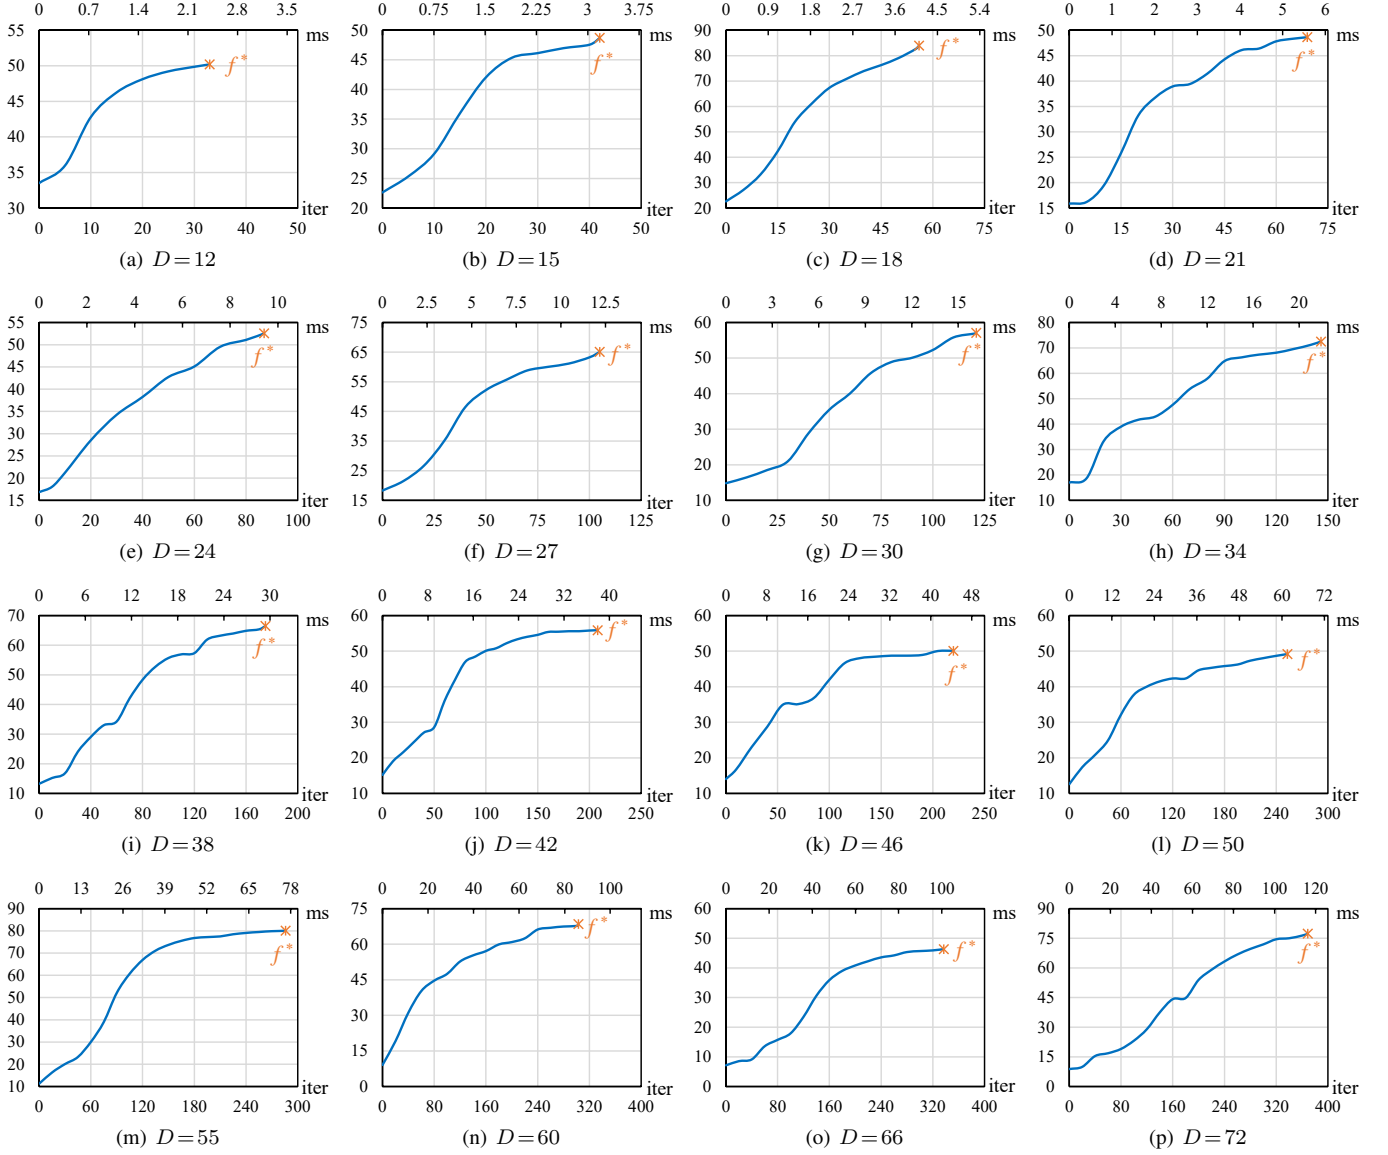 0 0.7 1.4 2.1 2.8 3.5 ms
55
50
45
40
35
30
f*
iter
0 10 20 30 40 50
(a) D=12
0 0.75 1.5 2.25 3 3.75 ms
50
45
40
35
30
25
20
f*
iter
0 10 20 30 40 50
(b) D=15
0 0.9 1.8 2.7 3.6 4.5 5.4 ms
90
80
70
60
50
40
30
20
f*
iter
0 15 30 45 60 75
(c) D=18
0 1 2 3 4 5 6 ms
50
45
40
35
30
25
20
15
f*
iter
0 15 30 45 60 75
(d) D=21
0 2 4 6 8 10 ms
55
50
45
40
35
30
25
20
15
f*
iter
0 20 40 60 80 100
(e) D=24
0 2.5 5 7.5 10 12.5 ms
75
65
55
45
35
25
15
f*
iter
0 25 50 75 100 125
(f) D=27
0 3 6 9 12 15 ms
60
50
40
30
20
10
f*
iter
0 25 50 75 100 125
(g) D=30
0 4 8 12 16 20 ms
80
70
60
50
40
30
20
10
f*
iter
0 30 60 90 120 150
(h) D=34
0 6 12 18 24 30 ms
70
60
50
40
30
20
10
f*
iter
0 40 80 120 160 200
(i) D=38
0 8 16 24 32 40 ms
60
50
40
30
20
10
f*
iter
0 50 100 150 200 250
(j) D=42
0 8 16 24 32 40 48 ms
60
50
40
30
20
10
f*
iter
0 50 100 150 200 250
(k) D=46
0 12 24 36 48 60 72 ms
60
50
40
30
20
10
f*
iter
0 60 120 180 240 300
(l) D=50
0 13 26 39 52 65 78 ms
90
80
70
60
50
40
30
20
10
f*
iter
0 60 120 180 240 300
(m) D=55
0 20 40 60 80 100 ms
75
60
45
30
15
0
f*
iter
0 80 160 240 320 400
(n) D=60
0 20 40 60 80 100 ms
60
50
40
30
20
10
0
f*
iter
0 80 160 240 320 400
(o) D=66
0 20 40 60 80 100 120 ms
90
75
60
45
30
15
0
f*
iter
0 80 160 240 320 400
(p) D=72